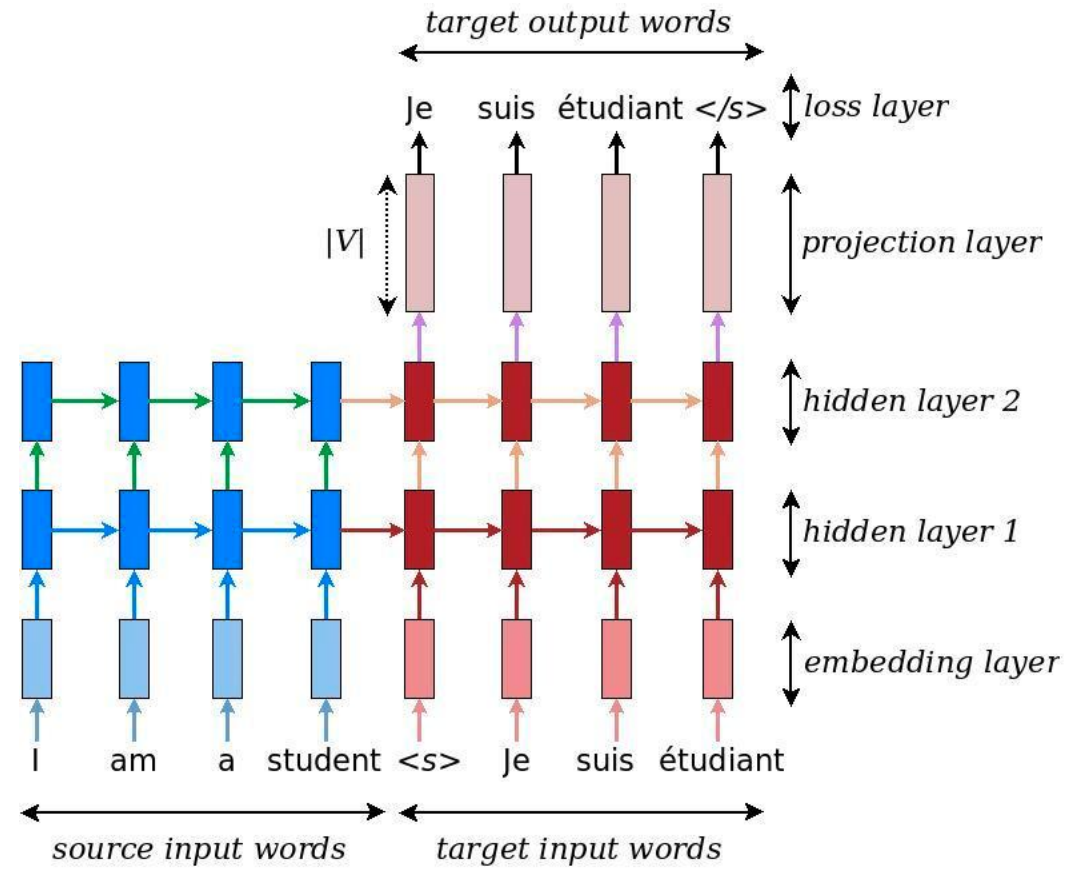 target output words
Je suis étudiant </s>
loss layer
|V|
projection layer
hidden layer 2
hidden layer 1
embedding layer
I am a student <s> Je suis étudiant
source input words target input words